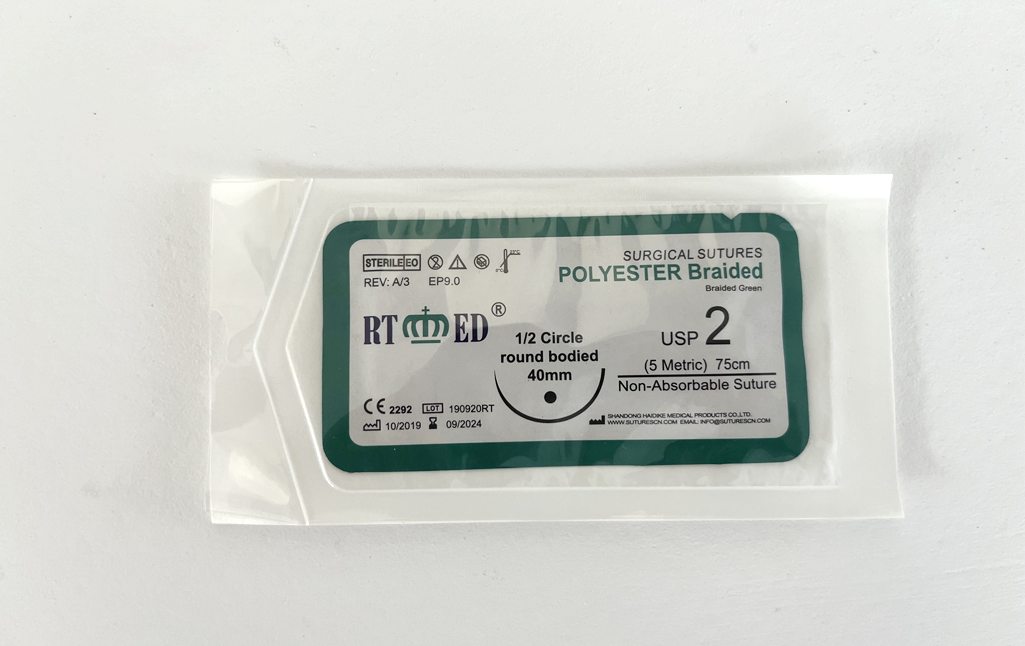 STERILE EO
REV: A/3 EP9.0
RT MED ®
SURGICAL SUTURES
POLYESTER Braided
Braided Green
USP 2
(5 Metric) 75cm
Non-Absorbable Suture
1/2 Circle
round bodied
40mm
CE 2292 LOT 190920RT
10/2019 09/2024
SHANDONG HAIDIKE MEDICAL PRODUCTS CO.,LTD.
WWW.SUTURESCN.COM EMAIL: INFO@SUTURESCN.COM